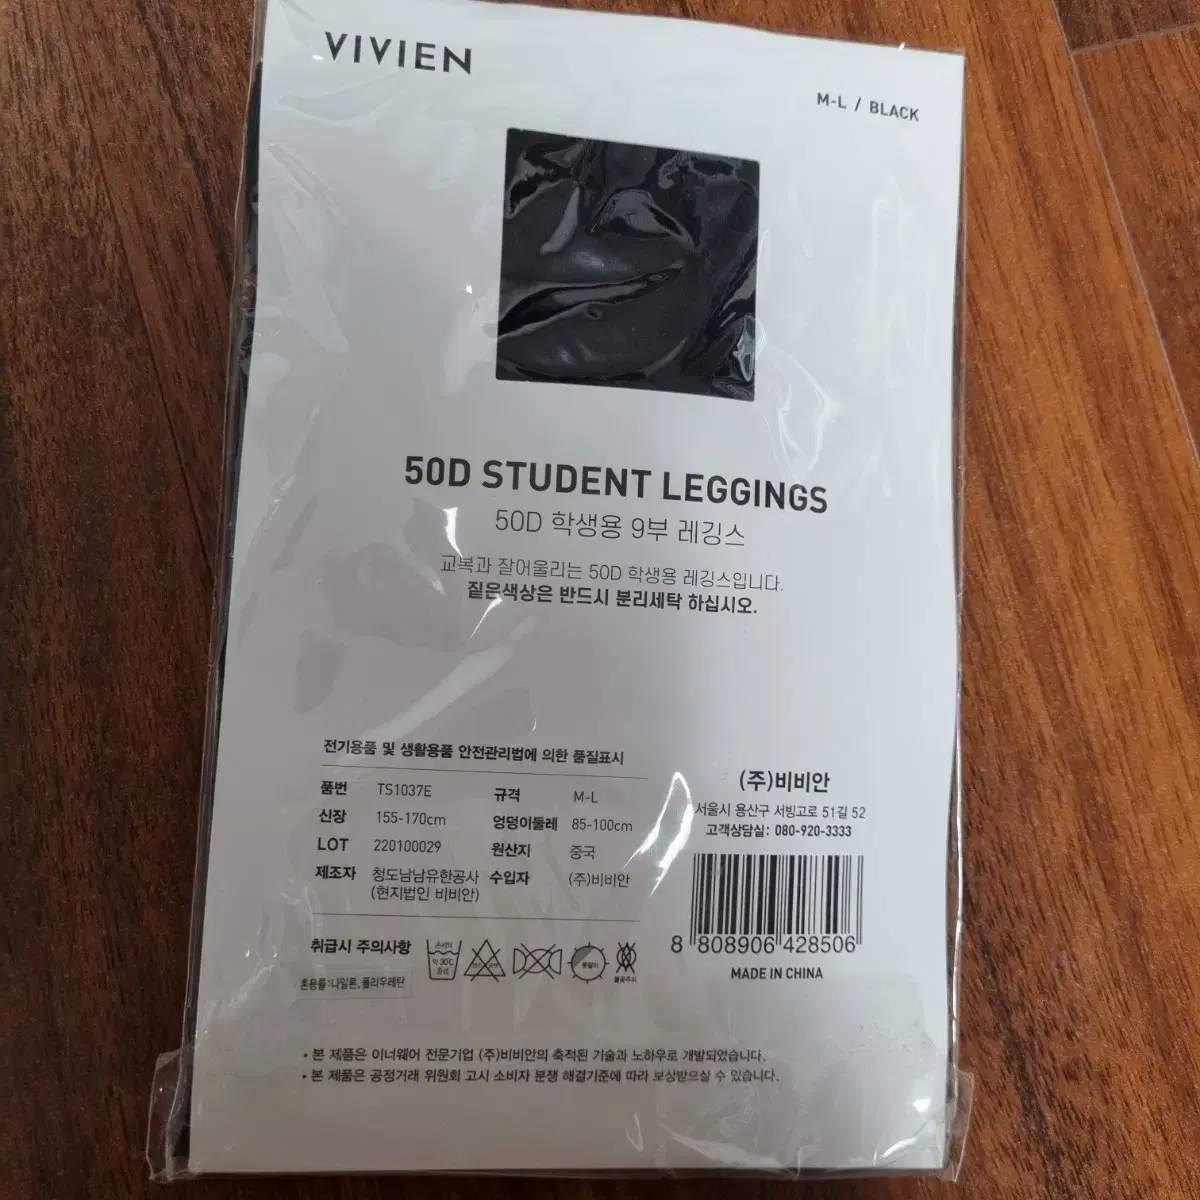 VIVIEN
M-L / BLACK
50D STUDENT LEGGINGS
50D 학생용 9부 레깅스
교복과 잘어울리는 50D 학생용 레깅스입니다.
짙은색상은 반드시 분리세탁 하십시오.
전기용품 및 생활용품 안전관리법에 의한 품질표시
품번 TS1037E 규격 M-L
신장 155-170cm 엉덩이둘레 85-100cm
LOT 220100029 원산지 중국
제조자 청도남남유한공사 수입자 (주)비비안
(현지법인 비비안)
취급시 주의사항
손세탁
약 30℃
중성
혼용률:나일론, 폴리우레탄
(주)비비안
서울시 용산구 서빙고로 51길 52
고객상담실: 080-920-3333
8 808906 428506
MADE IN CHINA
• 본 제품은 이너웨어 전문기업 (주)비비안의 축적된 기술과 노하우로 개발되었습니다.
• 본 제품은 공정거래 위원회 고시 소비자 분쟁 해결기준에 따라 보상받으실 수 있습니다.